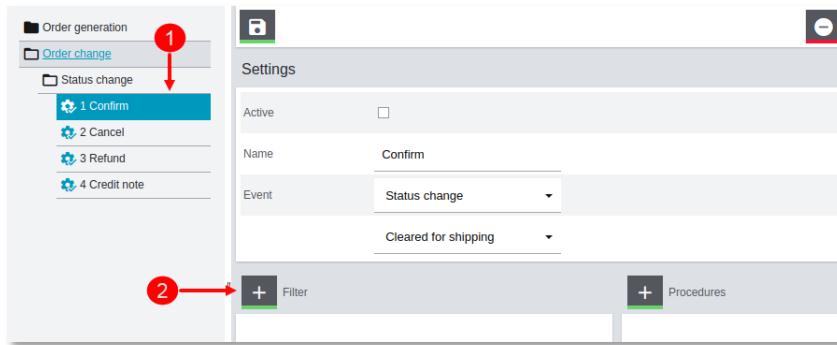 Order generation
1
Order change
Settings
Status change
1 Confirm
Active
2 Cancel
Name
Confirm
3 Refund
4 Credit note
Event
Status change
Cleared for shipping
2
Filter
Procedures